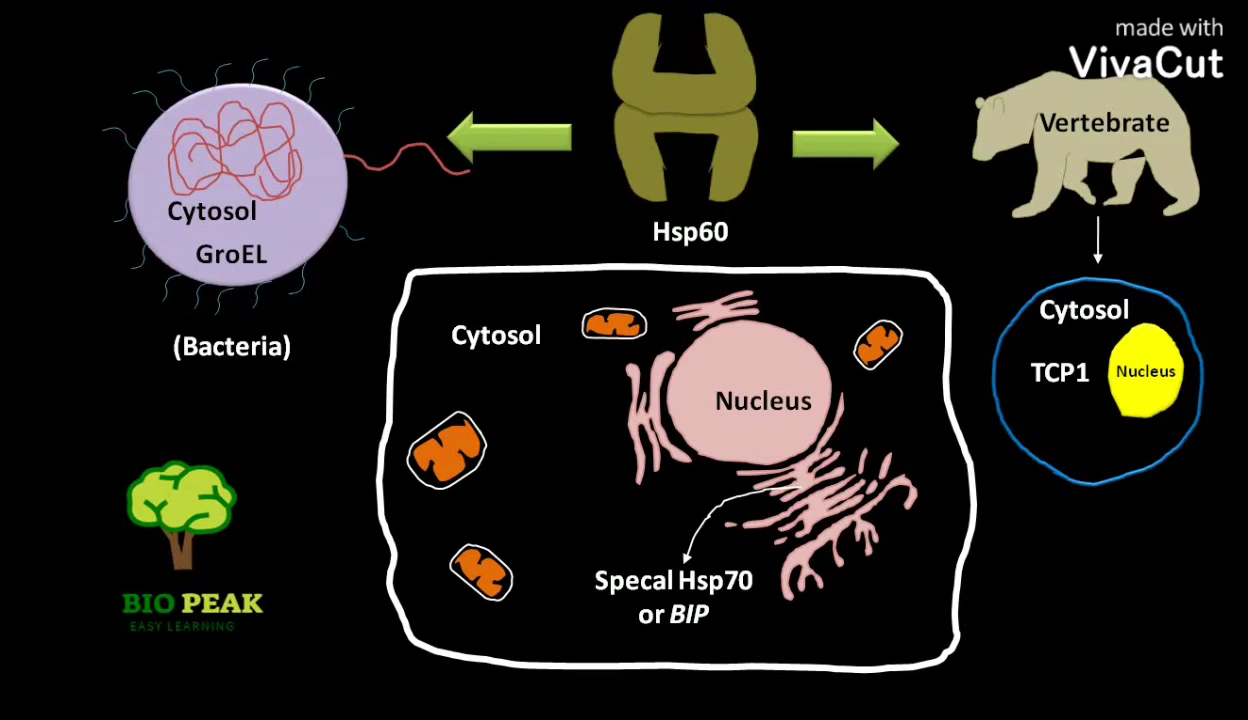 made with
VivaCut
Vertebrate
Cytosol
GroEL
Hsp60
(Bacteria)
Cytosol
Nucleus
Specal Hsp70
or BIP
Cytosol
TCP1
Nucleus
BIO PEAK
EASY LEARNING